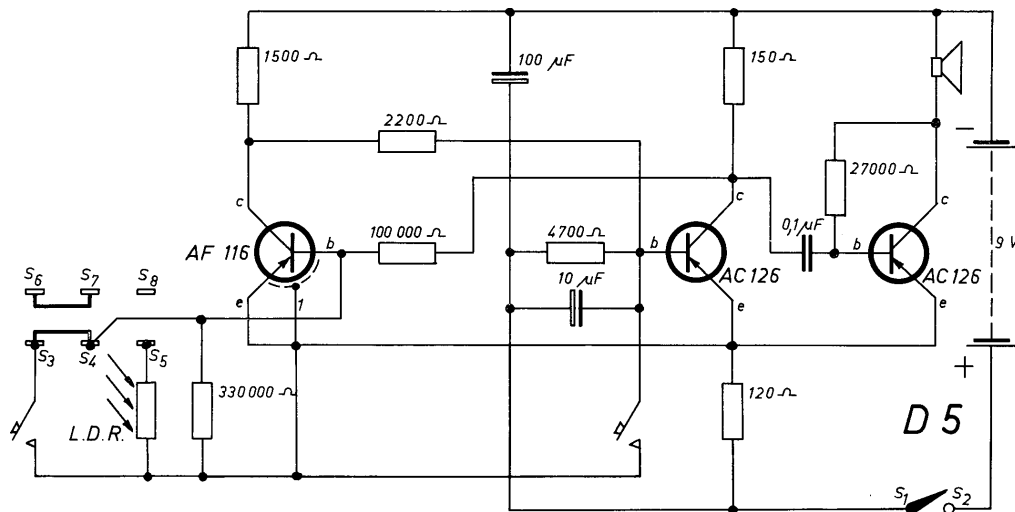 1500 Ω
100 µF
150 Ω
2200 Ω
27000 Ω
−
c
c
c
0,1 µF
AF 116
b
100 000 Ω
4700 Ω
b
b
9 V
AC 126
AC 126
S6 S7 S8
10 µF
e
1
e
e
S3 S4 S5
+
330 000 Ω
120 Ω
L.D.R.
D 5
S1 S2